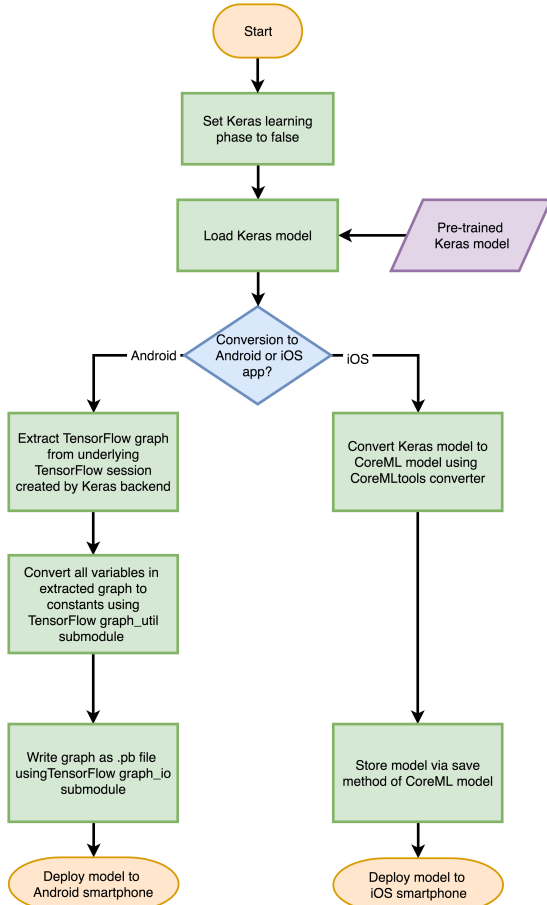 Start
Set Keras learning
phase to false
Load Keras model
Pre-trained
Keras model
Conversion to
Android or iOS
app?
Android
iOS
Extract TensorFlow graph
from underlying
TensorFlow session
created by Keras backend
Convert Keras model to
CoreML model using
CoreMLtools converter
Convert all variables in
extracted graph to
constants using
TensorFlow graph_util
submodule
Write graph as .pb file
usingTensorFlow graph_io
submodule
Store model via save
method of CoreML model
Deploy model to
Android smartphone
Deploy model to
iOS smartphone